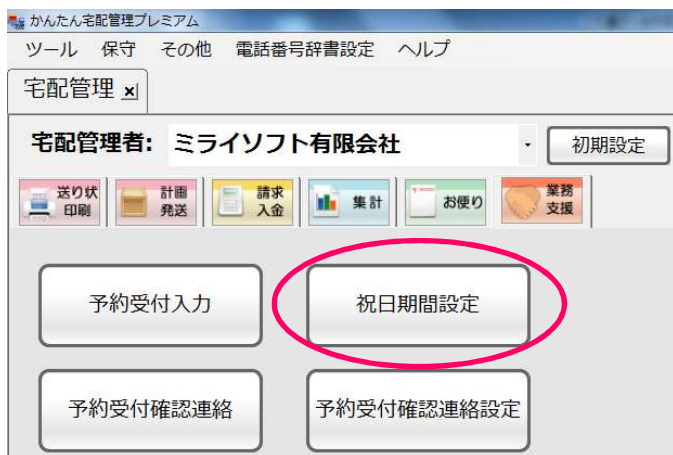 かんたん宅配管理プレミアム
ツール 保守 その他 電話番号辞書設定 ヘルプ
宅配管理 x
宅配管理者: ミライソフト有限会社 初期設定
送り状
印刷
計画
発送
請求
入金
集計
お便り
業務
支援
予約受付入力 祝日期間設定
予約受付確認連絡 予約受付確認連絡設定